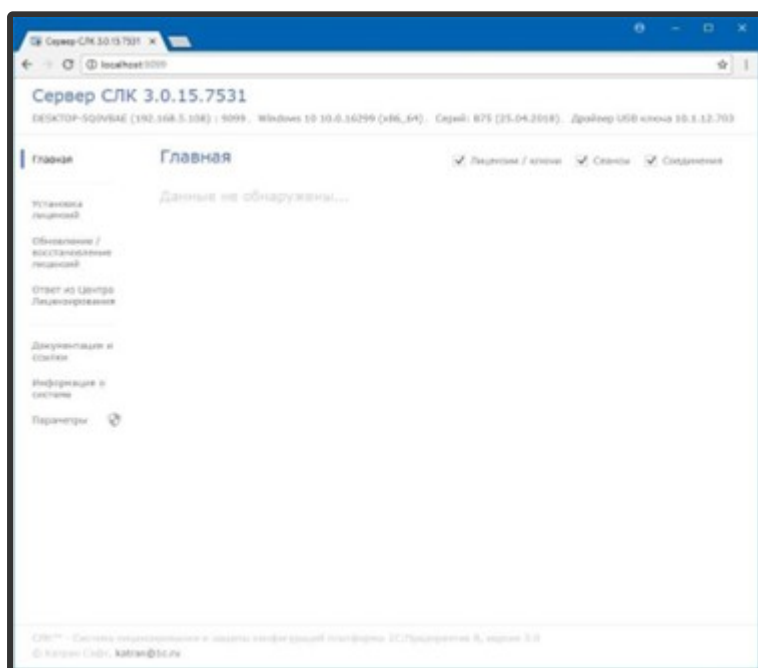 Сервер СЛК 3.0.15.7531
localhost:9099
Сервер СЛК 3.0.15.7531
DESKTOP-SQ0VBAE (192.168.5.108) : 9099. Windows 10 10.0.16299 (x86_64). Серий: 875 (25.04.2018). Драйвер USB ключа 10.1.12.703
Главная
Главная
Лицензии / ключи
Сеансы
Соединения
Данные не обнаружены...
Установка
лицензий
Обновление /
восстановление
лицензий
Ответ из Центра
Лицензирования
Документация и
ссылки
Информация о
системе
Параметры
СЛК™ - Система лицензирования и защиты конфигураций платформы 1С:Предприятие 8, версия 3.0
© Катран Софт, katran@1c.ru